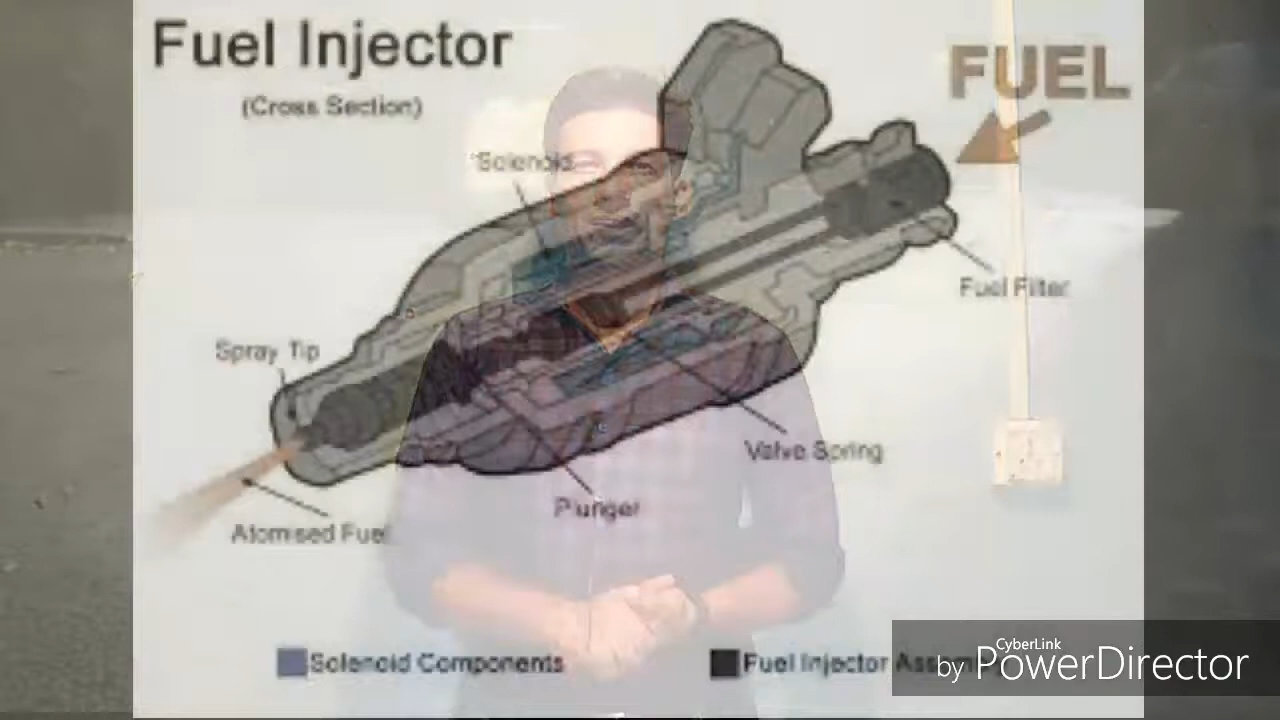 Fuel Injector
(Cross Section)
FUEL
Solenoid
Fuel Filter
Spray Tip
Valve Spring
Plunger
Atomised Fuel
Solenoid Components
Fuel Injector Assembly
CyberLink
by PowerDirector